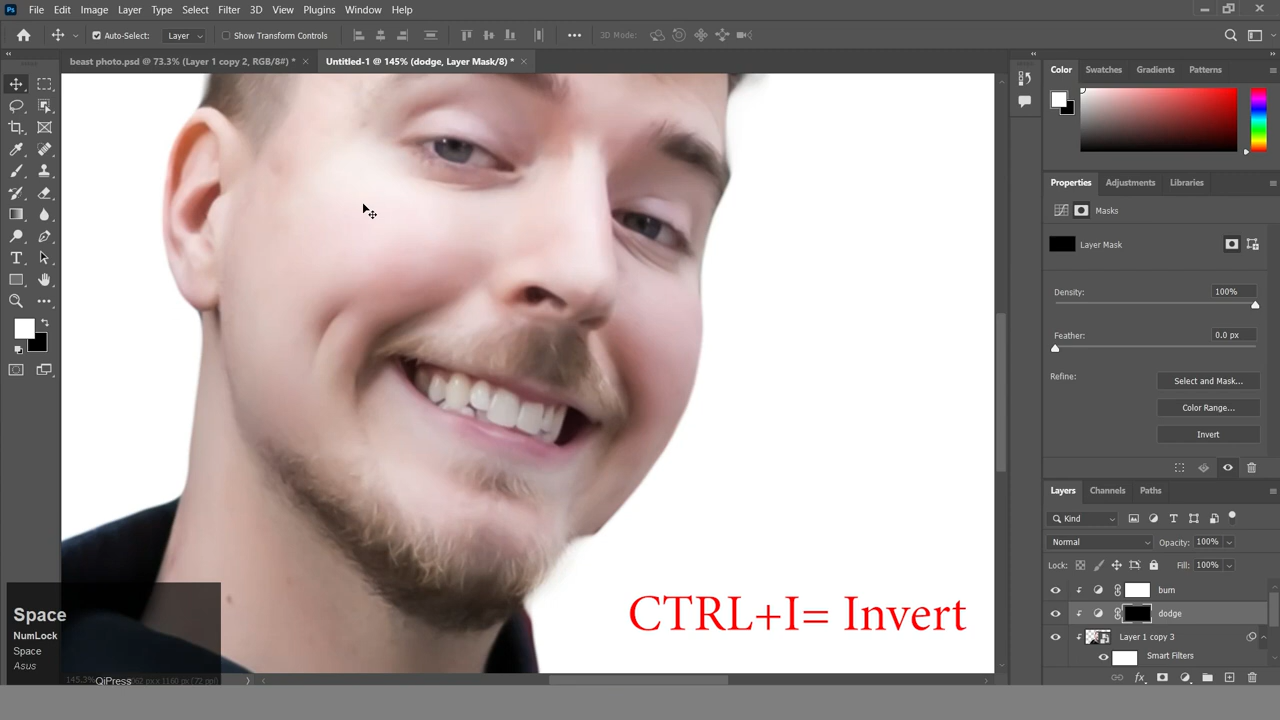 Ps File Edit Image Layer Type Select Filter 3D View Plugins Window Help
Auto-Select: Layer Show Transform Controls 3D Mode:
beast photo.psd @ 73.3% (Layer 1 copy 2, RGB/8#) * × Untitled-1 @ 145% (dodge, Layer Mask/8) * ×
Color Swatches Gradients Patterns
Properties Adjustments Libraries
Masks
Layer Mask
Density: 100%
Feather: 0.0 px
Refine: Select and Mask...
Color Range...
Invert
Layers Channels Paths
Kind
Normal Opacity: 100%
Lock: Fill: 100%
burn
dodge
Layer 1 copy 3
Smart Filters
fx
CTRL+I= Invert
Space
NumLock
Space
Asus
QiPress